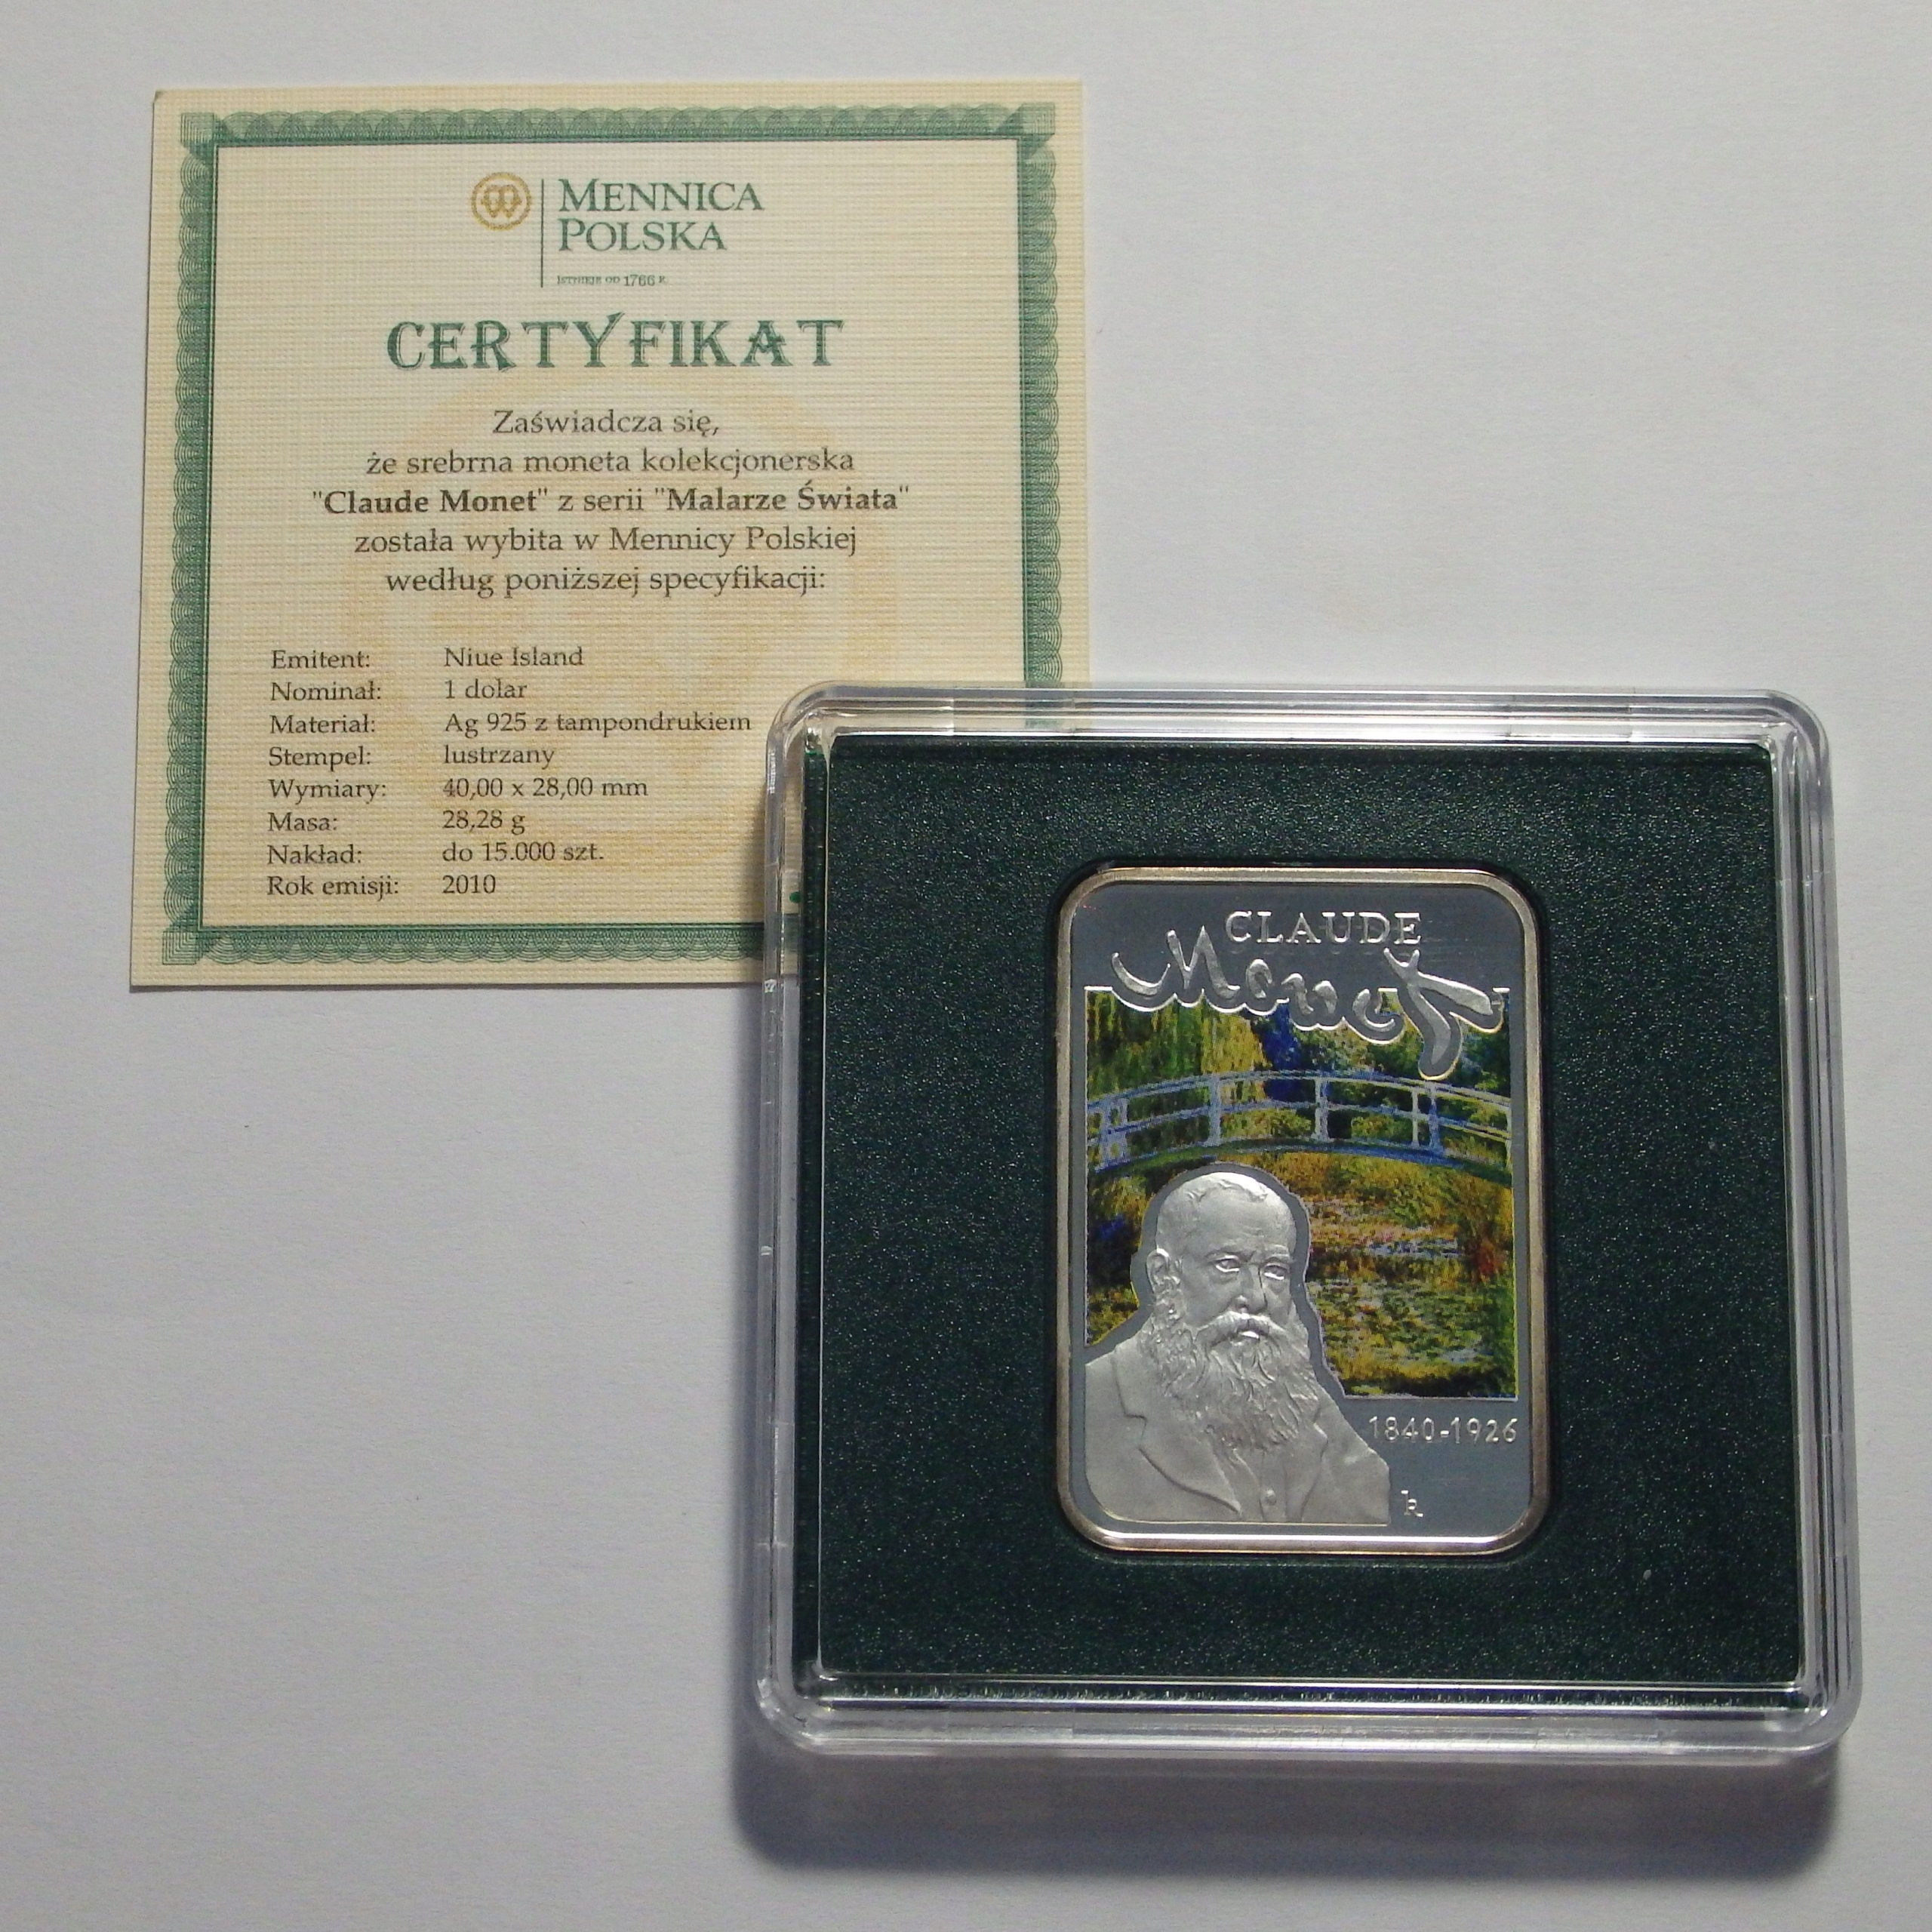 MENNICA
POLSKA
ISTNIEJE OD 1766 R.
CERTYFIKAT
Zaświadcza się,
że srebrna moneta kolekcjonerska
"Claude Monet" z serii "Malarze Świata"
została wybita w Mennicy Polskiej
według poniższej specyfikacji:
Emitent: Niue Island
Nominał: 1 dolar
Materiał: Ag 925 z tampondrukiem
Stempel: lustrzany
Wymiary: 40,00 x 28,00 mm
Masa: 28,28 g
Nakład: do 15.000 szt.
Rok emisji: 2010
CLAUDE
Monet
1840-1926